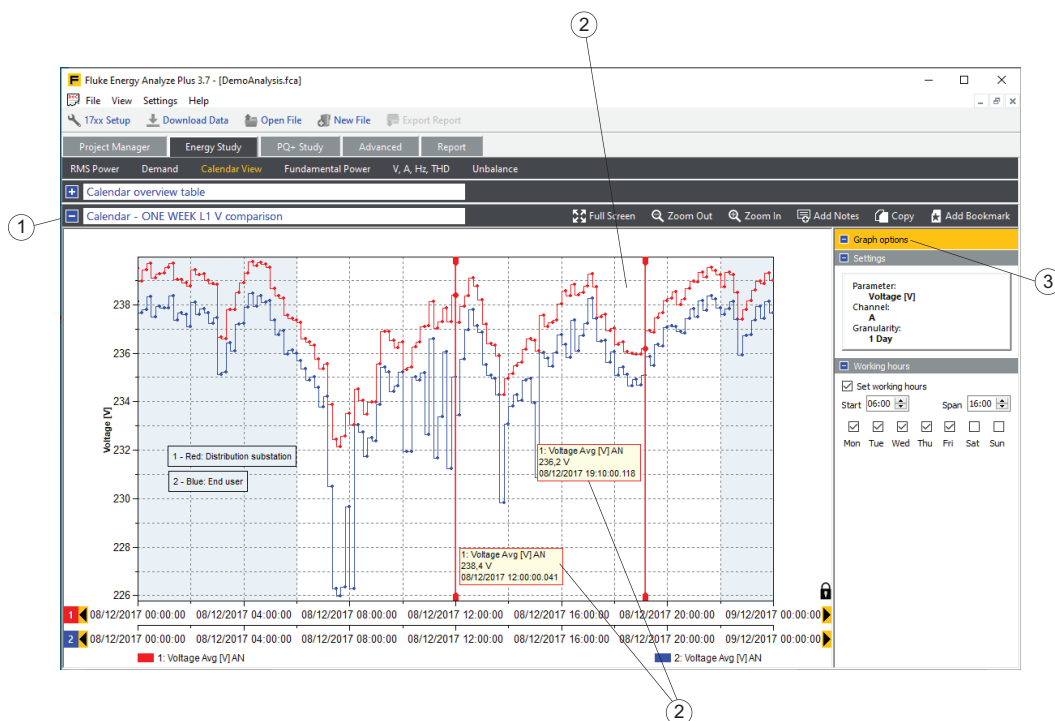 2
Fluke Energy Analyze Plus 3.7 - [DemoAnalysis.fca]
File View Settings Help
17xx Setup Download Data Open File New File Export Report
Project Manager Energy Study PQ+ Study Advanced Report
RMS Power Demand Calendar View Fundamental Power V, A, Hz, THD Unbalance
Calendar overview table
1
Calendar - ONE WEEK L1 V comparison
Full Screen Zoom Out Zoom In Add Notes Copy Add Bookmark
Graph options
3
Settings
Parameter:
Voltage [V]
Channel:
A
Granularity:
1 Day
Working hours
Set working hours
Start 06:00 Span 16:00
Mon Tue Wed Thu Fri Sat Sun
Voltage [V]
238
236
234
232
230
228
226
1 - Red: Distribution substation
2 - Blue: End user
1: Voltage Avg [V] AN
236,2 V
08/12/2017 19:10:00.118
1: Voltage Avg [V] AN
238,4 V
08/12/2017 12:00:00.041
1 08/12/2017 00:00:00 08/12/2017 04:00:00 08/12/2017 08:00:00 08/12/2017 12:00:00 08/12/2017 16:00:00 08/12/2017 20:00:00 09/12/2017 00:00:00
2 08/12/2017 00:00:00 08/12/2017 04:00:00 08/12/2017 08:00:00 08/12/2017 12:00:00 08/12/2017 16:00:00 08/12/2017 20:00:00 09/12/2017 00:00:00
1: Voltage Avg [V] AN 2: Voltage Avg [V] AN
2